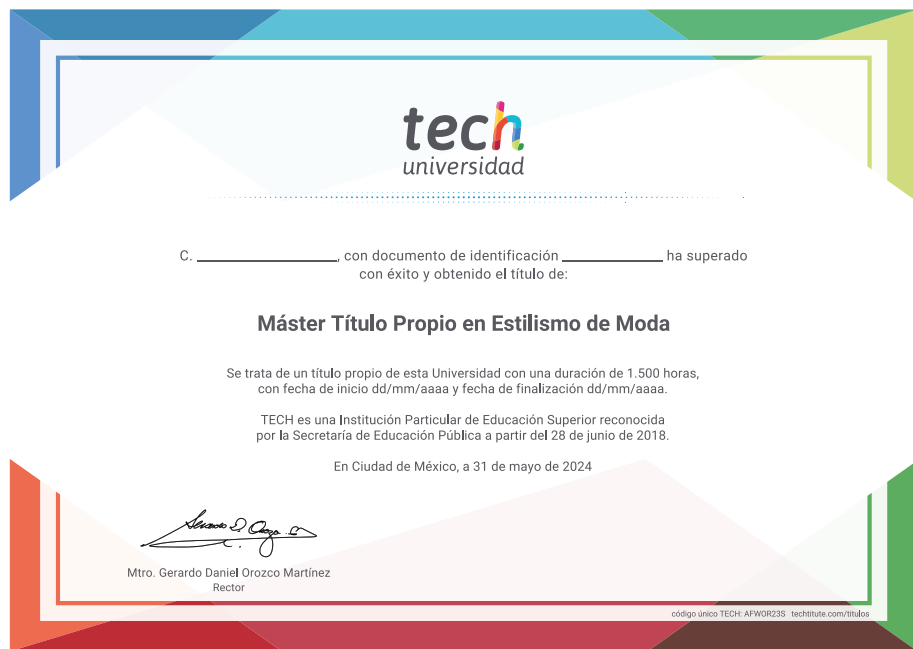 tech
universidad
C. ____________________, con documento de identificación ______________ ha superado
con éxito y obtenido el título de:
Máster Título Propio en Estilismo de Moda
Se trata de un título propio de esta Universidad con una duración de 1.500 horas,
con fecha de inicio dd/mm/aaaa y fecha de finalización dd/mm/aaaa.
TECH es una Institución Particular de Educación Superior reconocida
por la Secretaría de Educación Pública a partir del 28 de junio de 2018.
En Ciudad de México, a 31 de mayo de 2024
Mtro. Gerardo Daniel Orozco Martínez
Rector
código único TECH: AFWOR23S techtitute.com/titulos